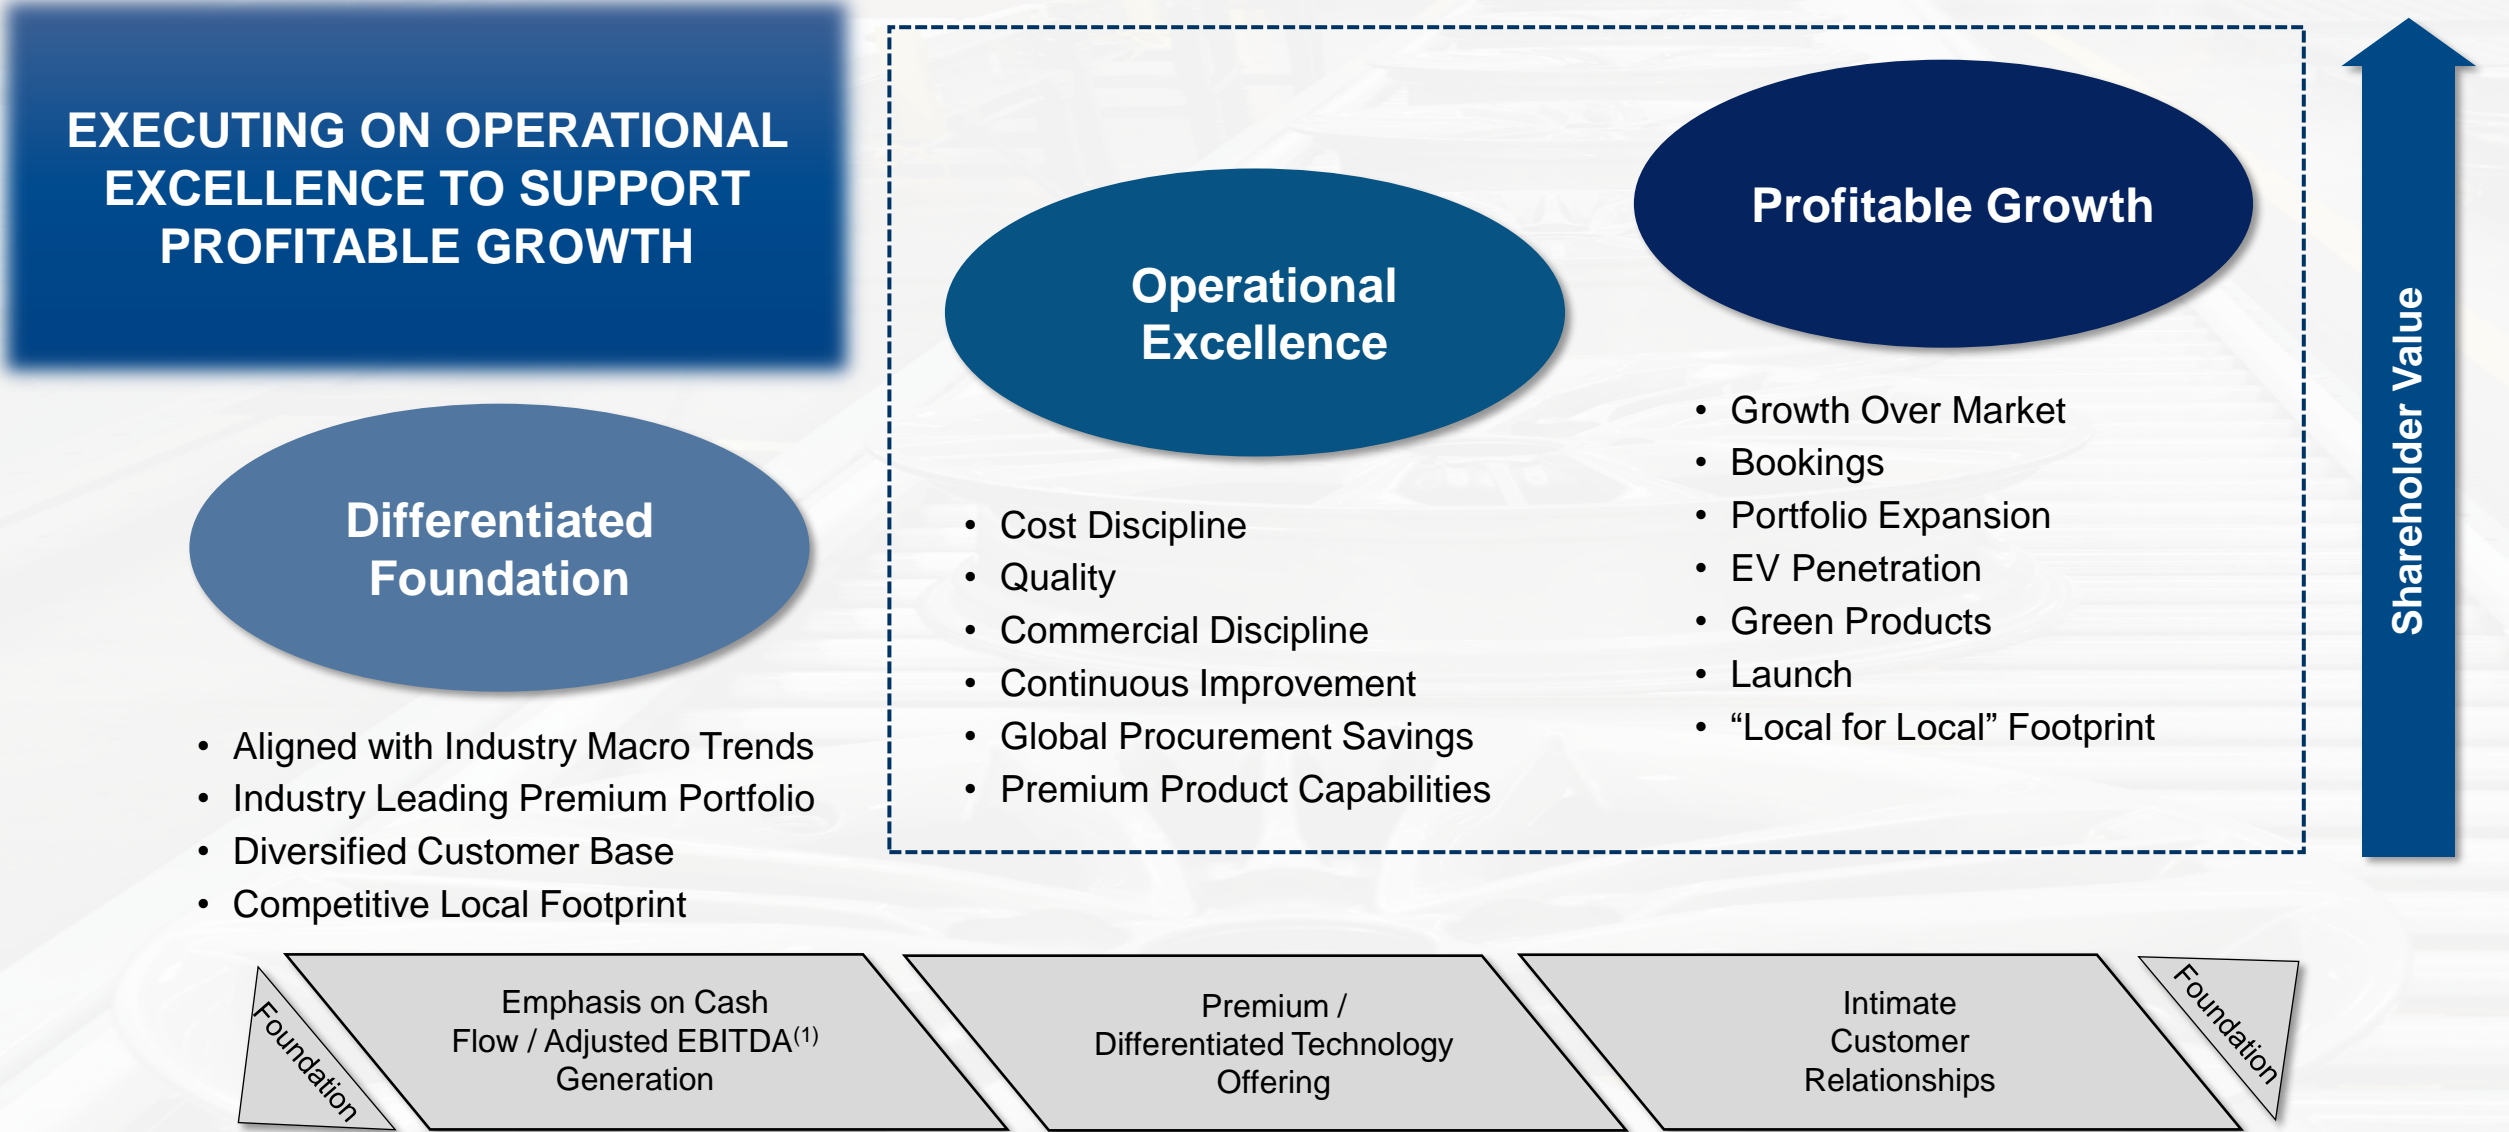 EXECUTING ON OPERATIONAL
EXCELLENCE TO SUPPORT
PROFITABLE GROWTH
Differentiated
Foundation
• Aligned with Industry Macro Trends
• Industry Leading Premium Portfolio
• Diversified Customer Base
• Competitive Local Footprint
Operational
Excellence
• Cost Discipline
• Quality
• Commercial Discipline
• Continuous Improvement
• Global Procurement Savings
• Premium Product Capabilities
Profitable Growth
• Growth Over Market
• Bookings
• Portfolio Expansion
• EV Penetration
• Green Products
• Launch
• “Local for Local” Footprint
Shareholder Value
Foundation
Emphasis on Cash
Flow / Adjusted EBITDA(1)
Generation
Premium /
Differentiated Technology
Offering
Intimate
Customer
Relationships
Foundation